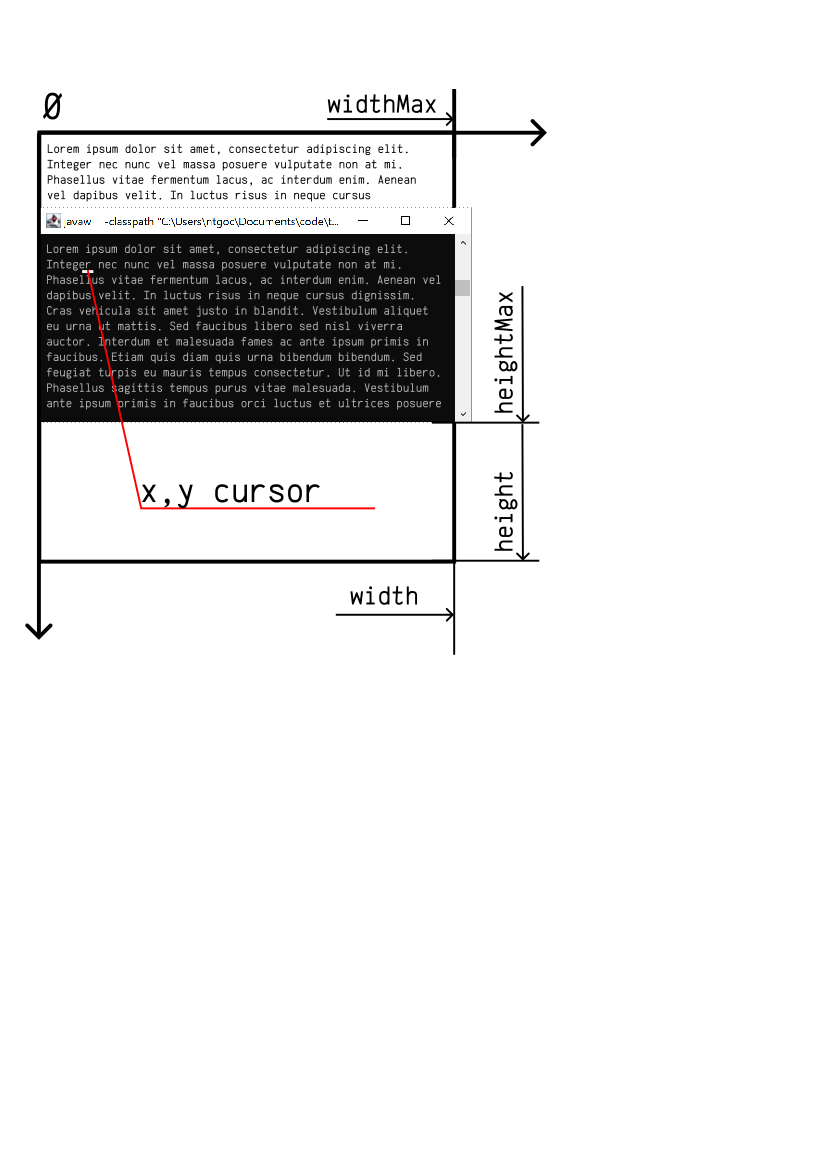 Ø
widthMax
Lorem ipsum dolor sit amet, consectetur adipiscing elit.
Integer nec nunc vel massa posuere vulputate non at mi.
Phasellus vitae fermentum lacus, ac interdum enim. Aenean
vel dapibus velit. In luctus risus in neque cursus
javaw -classpath "C:\Users\ntgoc\Documents\code\t...
Lorem ipsum dolor sit amet, consectetur adipiscing elit.
Integer nec nunc vel massa posuere vulputate non at mi.
Phasellus vitae fermentum lacus, ac interdum enim. Aenean vel
dapibus velit. In luctus risus in neque cursus dignissim.
Cras vehicula sit amet justo in blandit. Vestibulum aliquet
eu urna ut mattis. Sed faucibus libero sed nisl viverra
auctor. Interdum et malesuada fames ac ante ipsum primis in
faucibus. Etiam quis diam quis urna bibendum bibendum. Sed
feugiat turpis eu mauris tempus consectetur. Ut id mi libero.
Phasellus sagittis tempus purus vitae malesuada. Vestibulum
ante ipsum primis in faucibus orci luctus et ultrices posuere
heightMax
x,y cursor
height
width